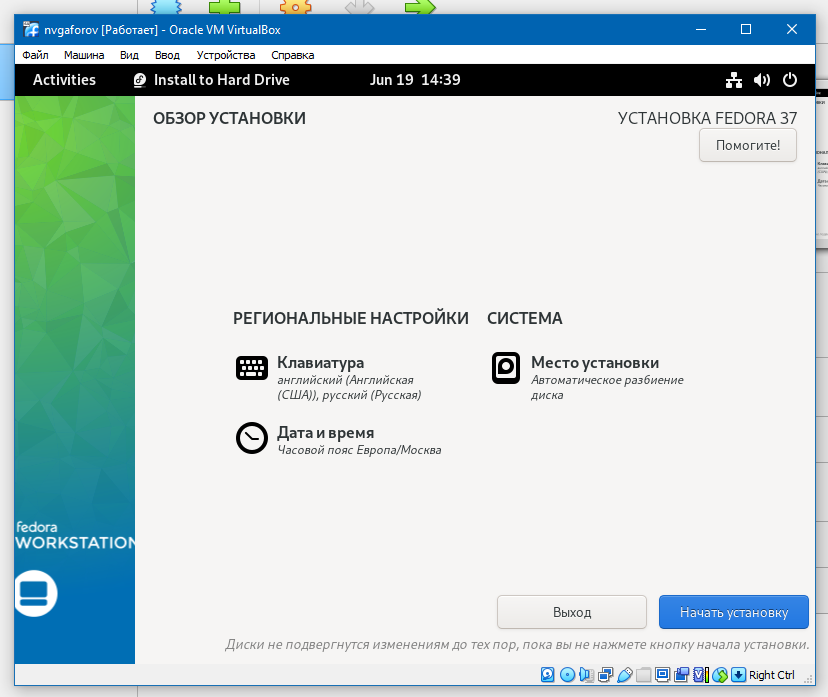 nvgaforov [Работает] - Oracle VM VirtualBox
Файл Машина Вид Ввод Устройства Справка
Activities Install to Hard Drive Jun 19 14:39
ОБЗОР УСТАНОВКИ УСТАНОВКА FEDORA 37
Помогите!
РЕГИОНАЛЬНЫЕ НАСТРОЙКИ СИСТЕМА
Клавиатура
английский (Английская
(США)), русский (Русская)
Место установки
Автоматическое разбиение
диска
Дата и время
Часовой пояс Европа/Москва
fedora
WORKSTATION
Выход Начать установку
Диски не подвергнутся изменениям до тех пор, пока вы не нажмете кнопку начала установки.
Right Ctrl